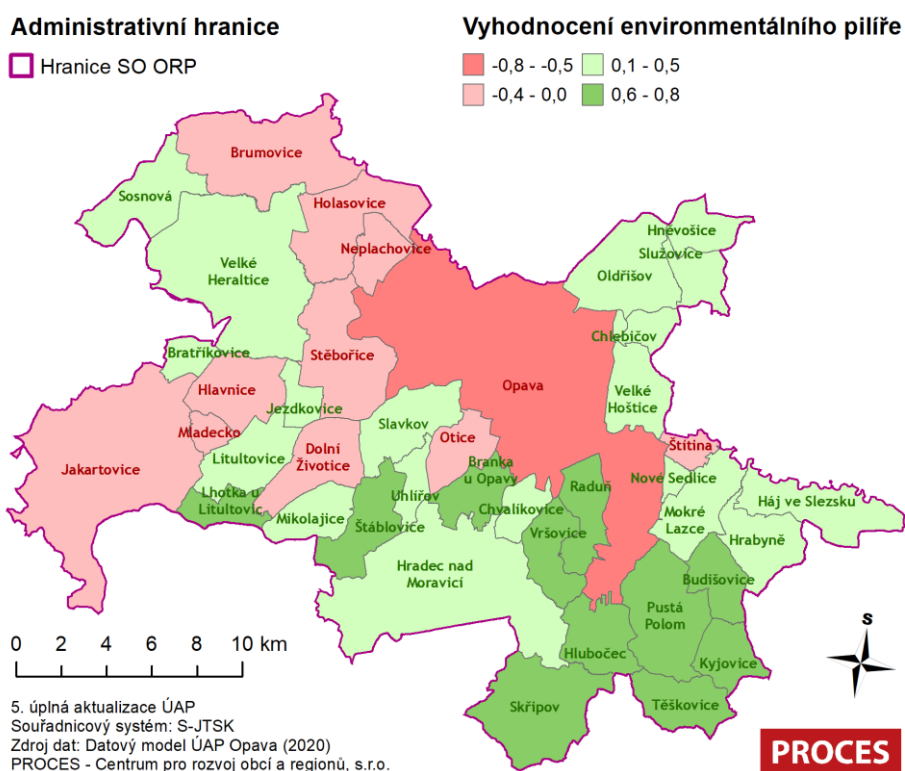 Administrativní hranice
Hranice SO ORP
Vyhodnocení environmentálního pilíře
-0,8 - -0,5
0,1 - 0,5
-0,4 - 0,0
0,6 - 0,8
Brumovice
Sosnová
Holasovice
Neplachovice
Velké
Heraltice
Hněvošice
Služovice
Oldřišov
Chlebičov
Bratříkovice
Stěbořice
Opava
Velké
Hoštice
Hlavnice
Jezdkovice
Slavkov
Mladecko
Otice
Štítina
Jakartovice
Litultovice
Dolní
Životice
Branka
u Opavy
Raduň
Nové Sedlice
Lhotka u
Litultovic
Uhlířov
Háj ve Slezsku
Mikolajice
Štáblovice
Chvalíkovice
Mokré
Lazce
Vršovice
Hrabyně
Hradec nad
Moravicí
Budišovice
Pustá
Polom
Hlubočec
Kyjovice
Skřipov
Těškovice
S
0 2 4 6 8 10 km
5. úplná aktualizace ÚAP
Souřadnicový systém: S-JTSK
Zdroj dat: Datový model ÚAP Opava (2020)
PROCES - Centrum pro rozvoj obcí a regionů, s.r.o.
PROCES